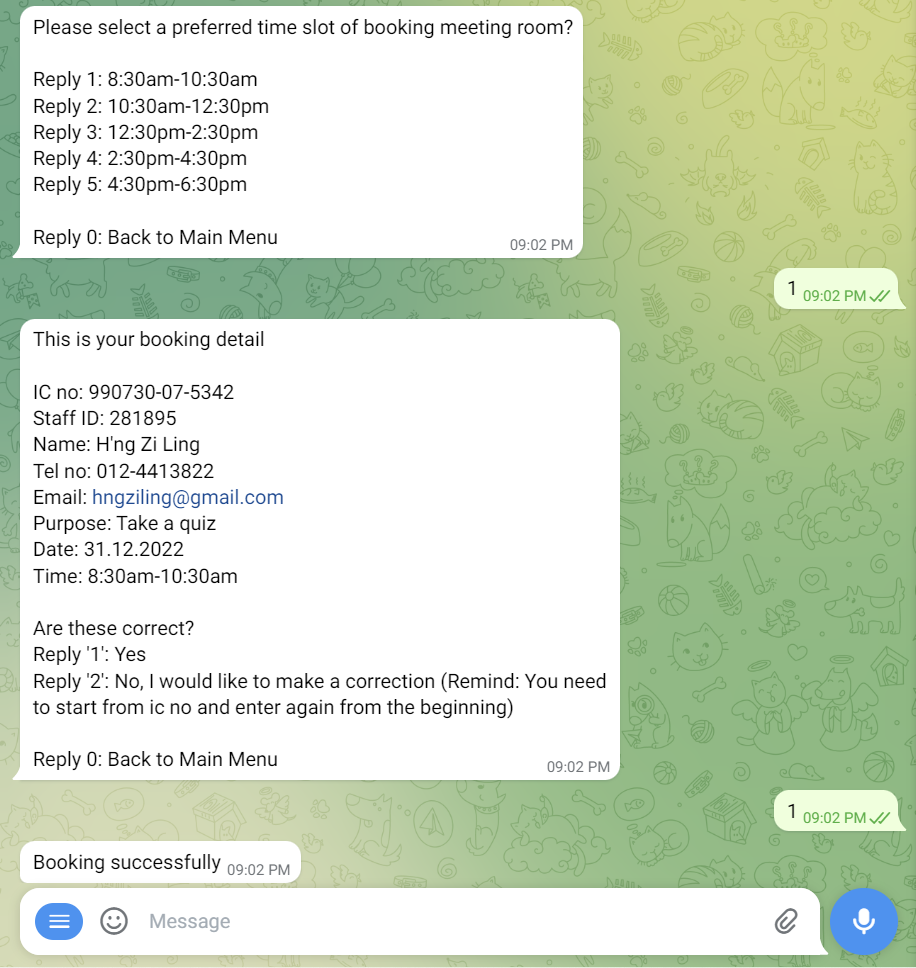 Please select a preferred time slot of booking meeting room?
Reply 1: 8:30am-10:30am
Reply 2: 10:30am-12:30pm
Reply 3: 12:30pm-2:30pm
Reply 4: 2:30pm-4:30pm
Reply 5: 4:30pm-6:30pm
Reply 0: Back to Main Menu
09:02 PM
1 09:02 PM
This is your booking detail
IC no: 990730-07-5342
Staff ID: 281895
Name: H'ng Zi Ling
Tel no: 012-4413822
Email: hngziling@gmail.com
Purpose: Take a quiz
Date: 31.12.2022
Time: 8:30am-10:30am
Are these correct?
Reply '1': Yes
Reply '2': No, I would like to make a correction (Remind: You need
to start from ic no and enter again from the beginning)
Reply 0: Back to Main Menu
09:02 PM
1 09:02 PM
Booking successfully 09:02 PM
Message